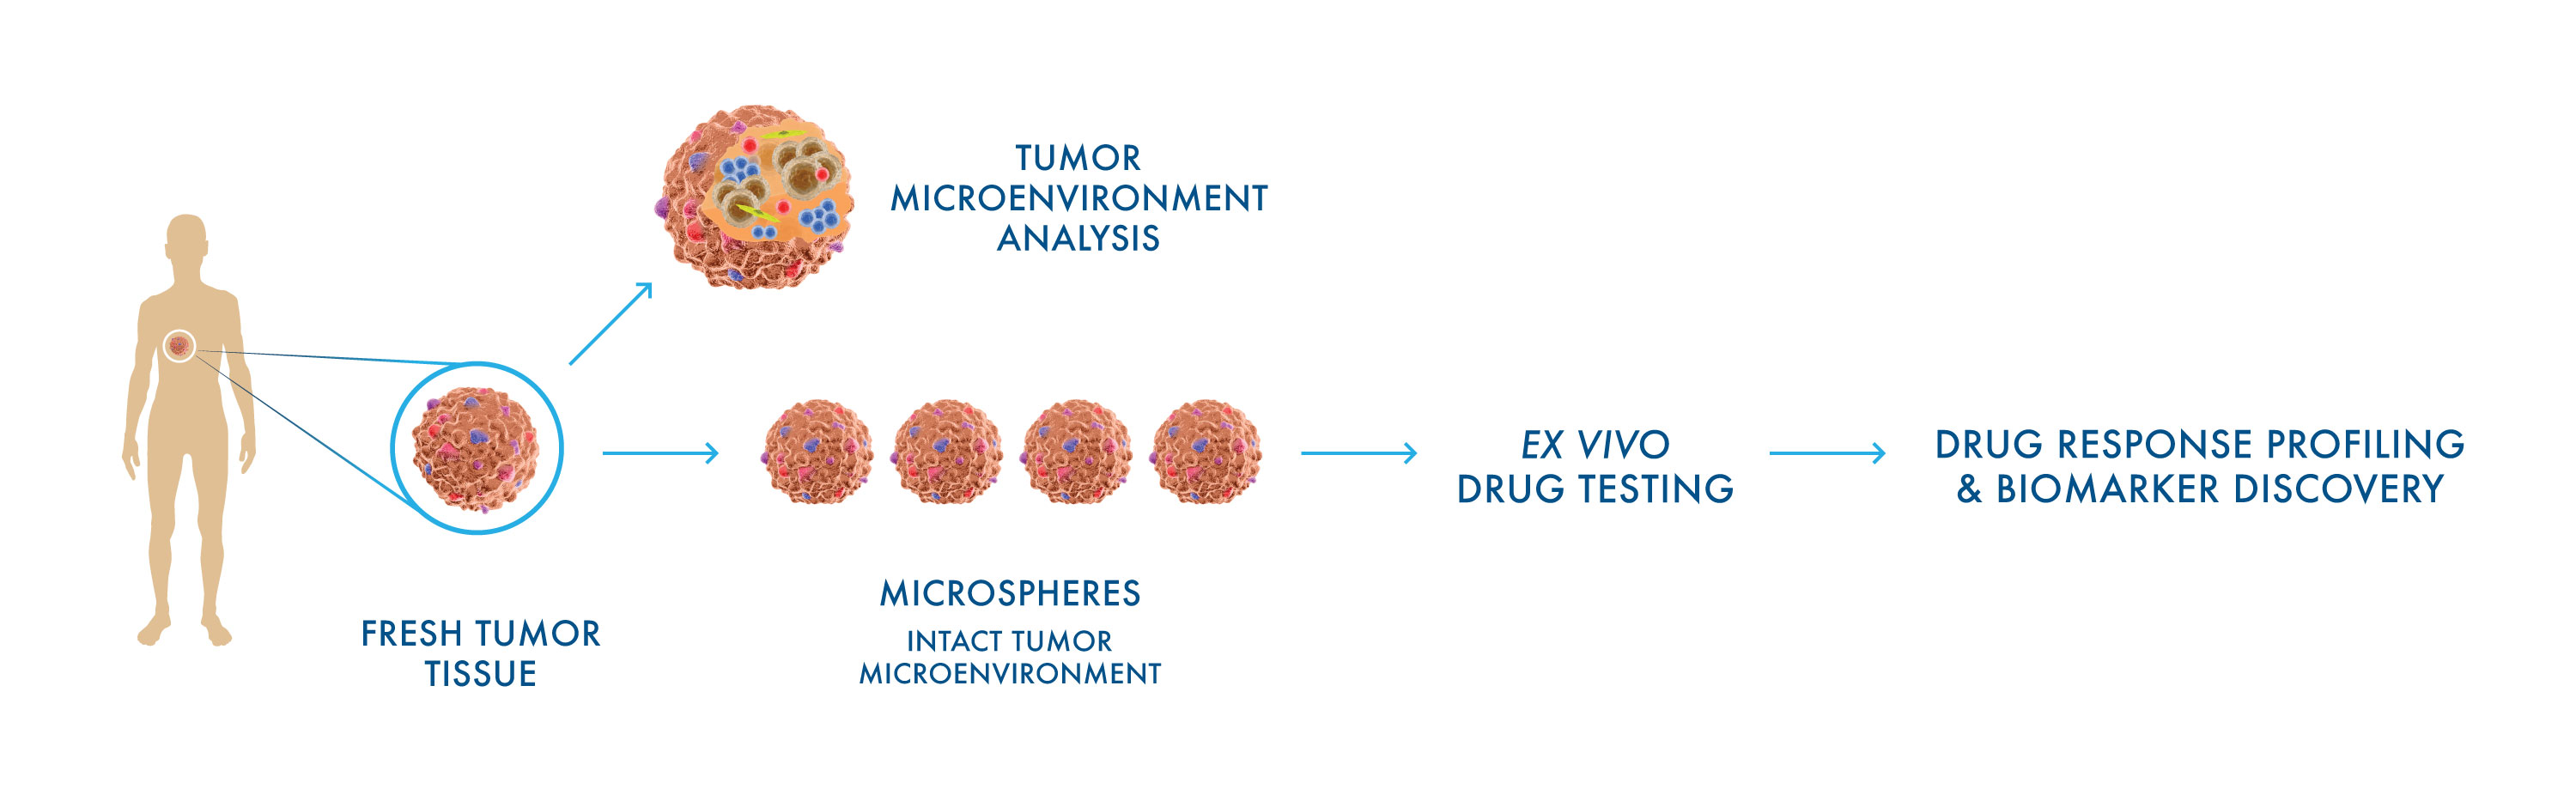 TUMOR
MICROENVIRONMENT
ANALYSIS
FRESH TUMOR
TISSUE
MICROSPHERES
INTACT TUMOR
MICROENVIRONMENT
EX VIVO
DRUG TESTING
DRUG RESPONSE PROFILING
& BIOMARKER DISCOVERY